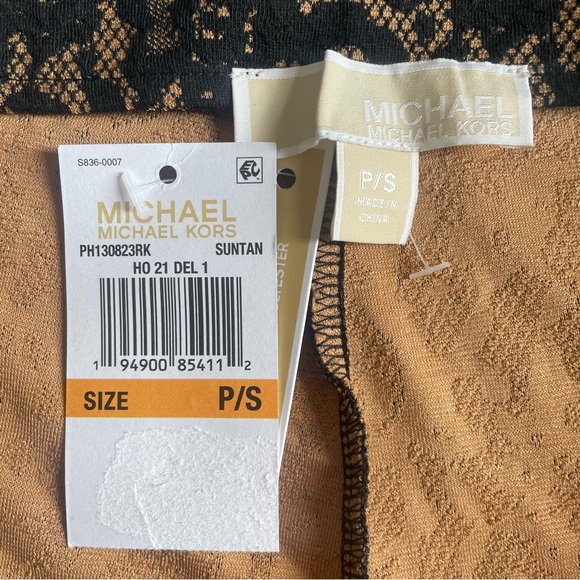 S836-0007
EPC
MICHAEL
MICHAEL KORS
PH130823RK SUNTAN
HO 21 DEL 1
1 94900 85411 2
SIZE P/S
MICHAEL
MICHAEL KORS
P/S
MADE IN
CHINA